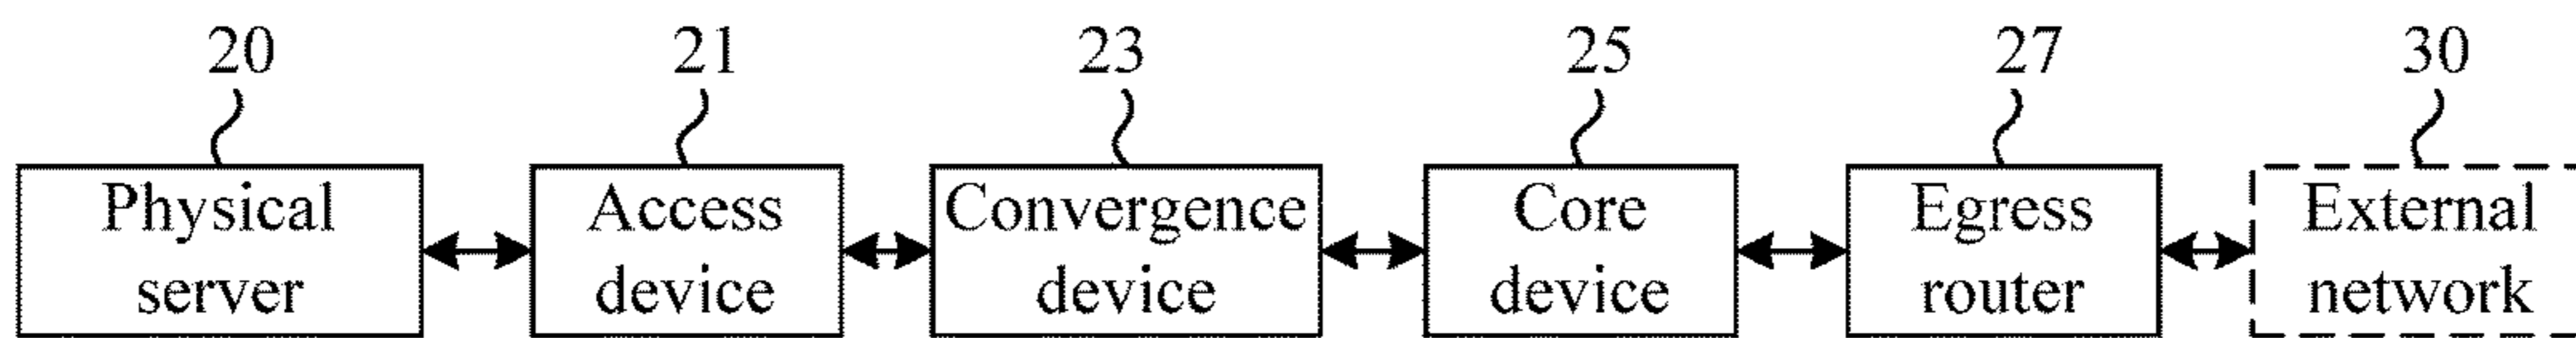 20
21
23
25
27
30
Physical
server
Access
device
Convergence
device
Core
device
Egress
router
External
network